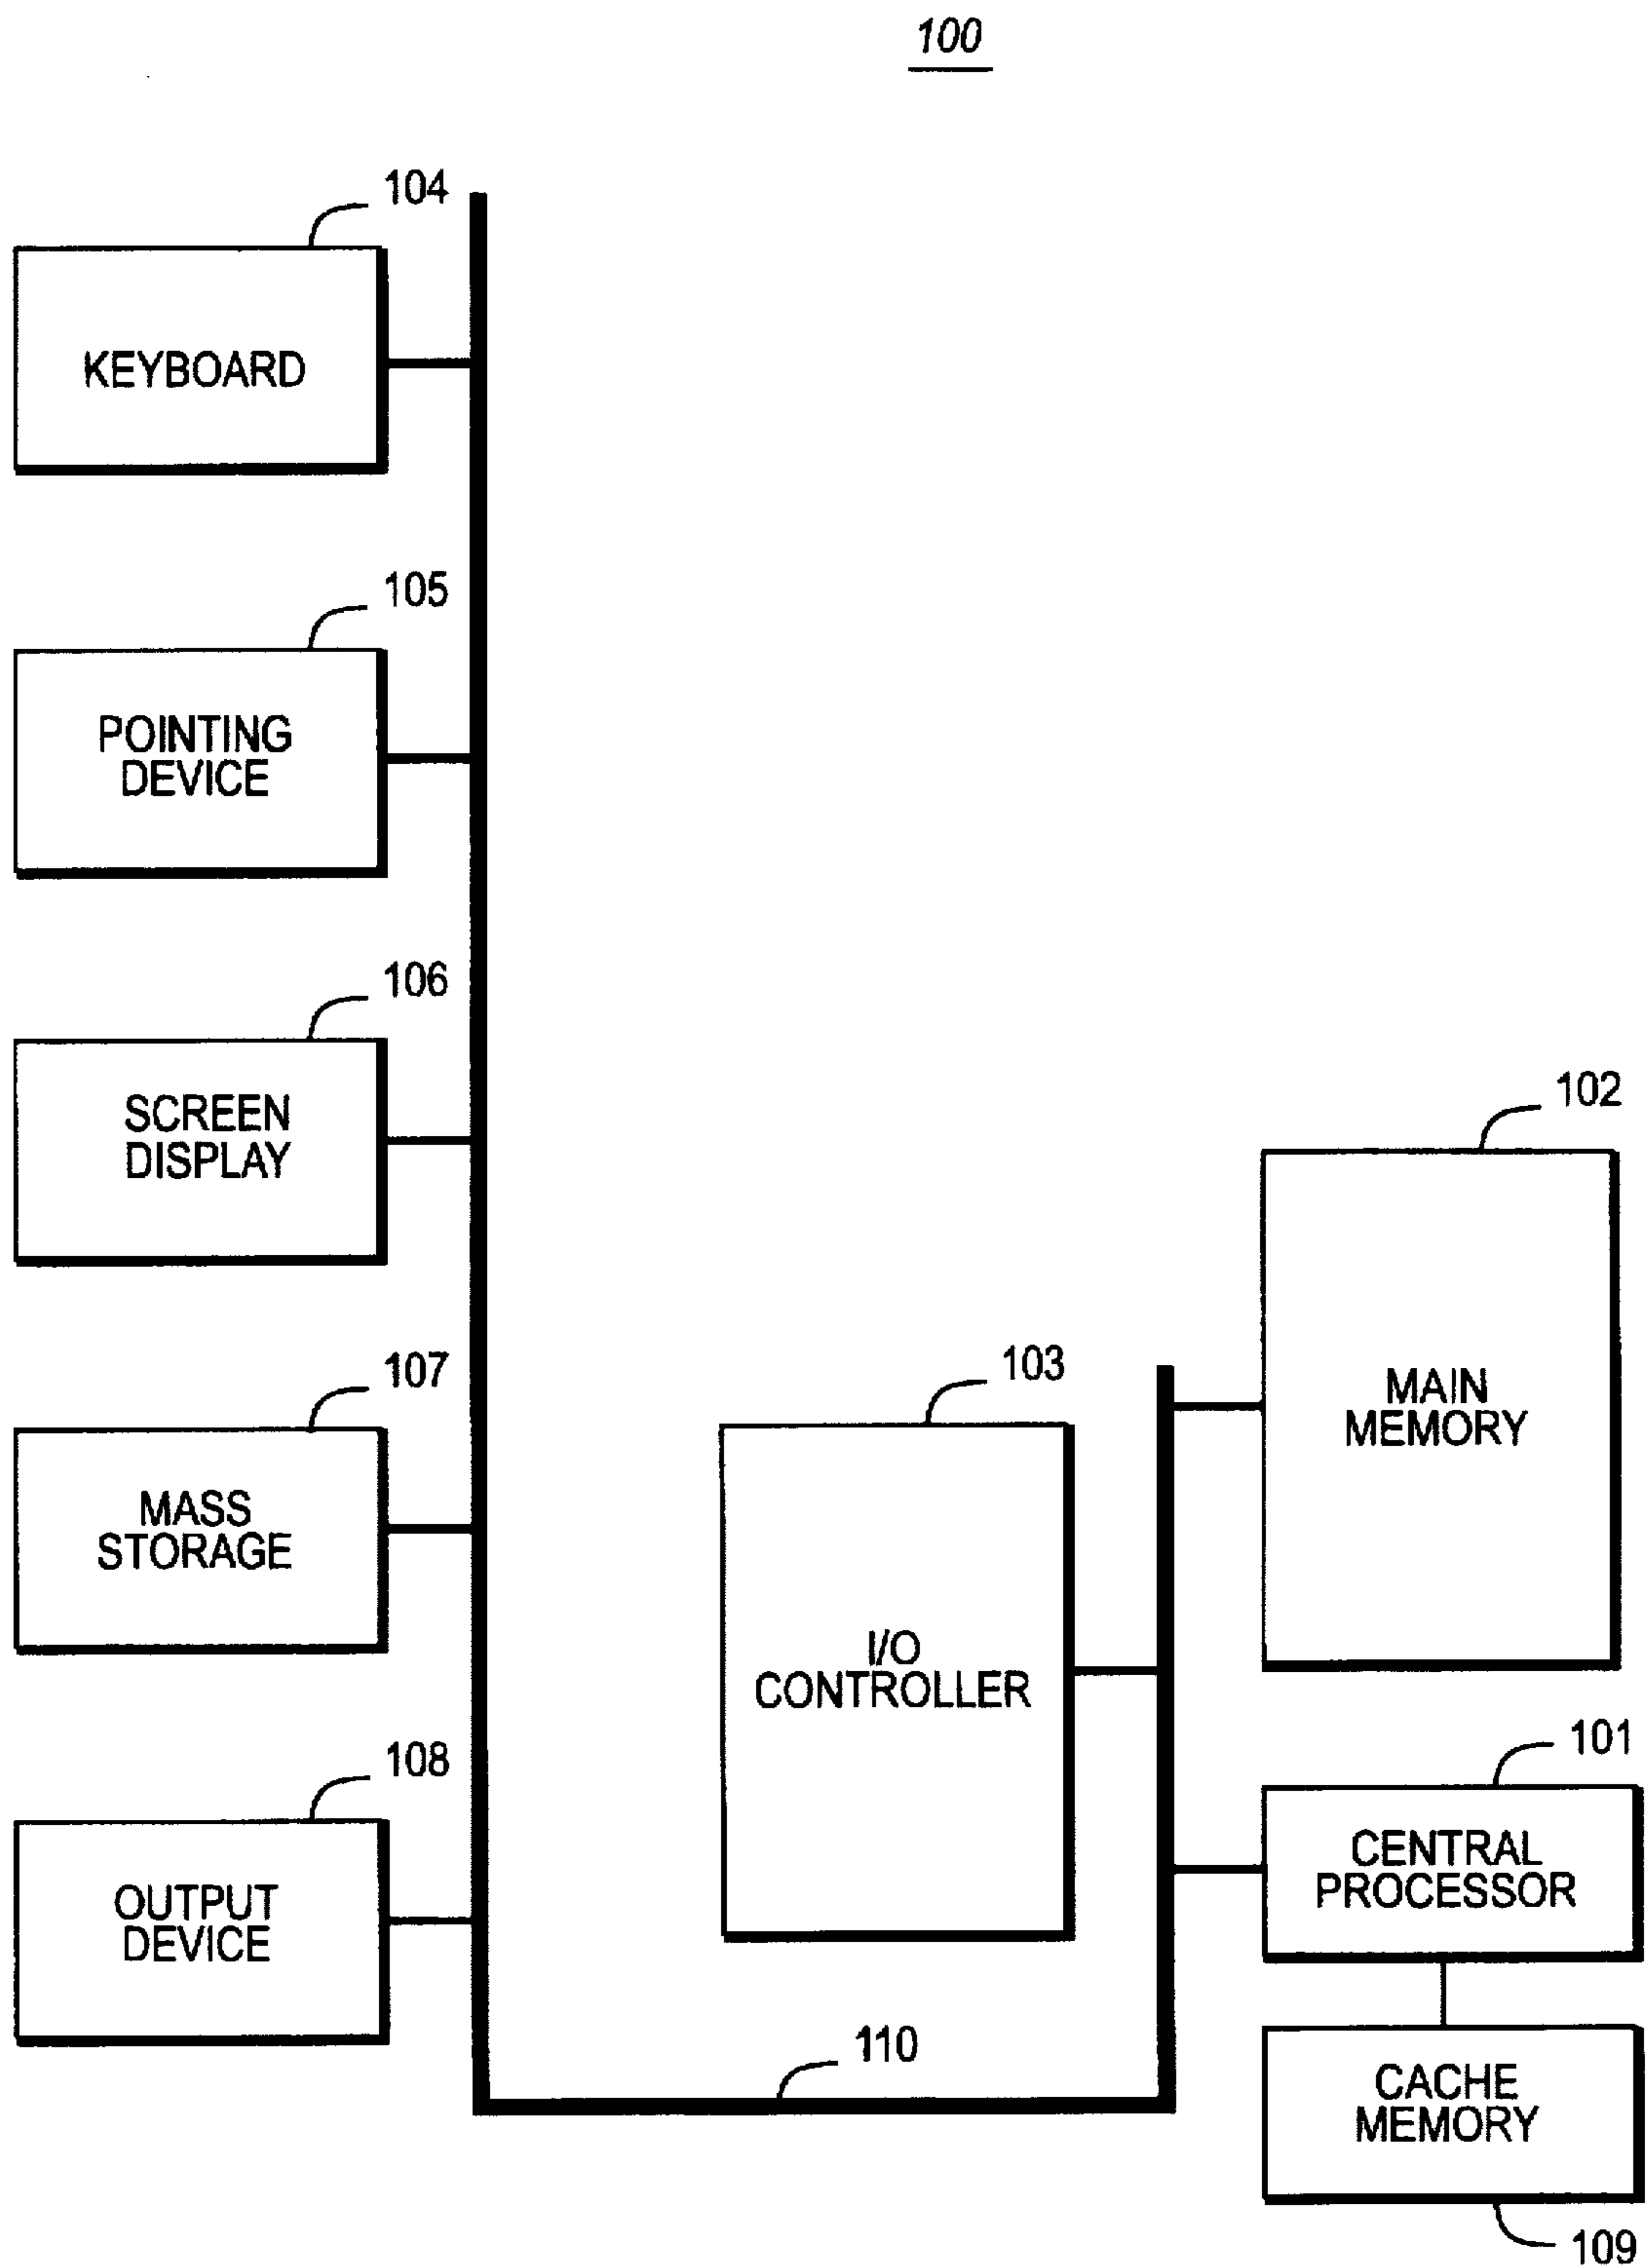 100
104
KEYBOARD
105
POINTING
DEVICE
106
SCREEN
DISPLAY
107
MASS
STORAGE
108
OUTPUT
DEVICE
103
I/O
CONTROLLER
102
MAIN
MEMORY
101
CENTRAL
PROCESSOR
110
CACHE
MEMORY
109